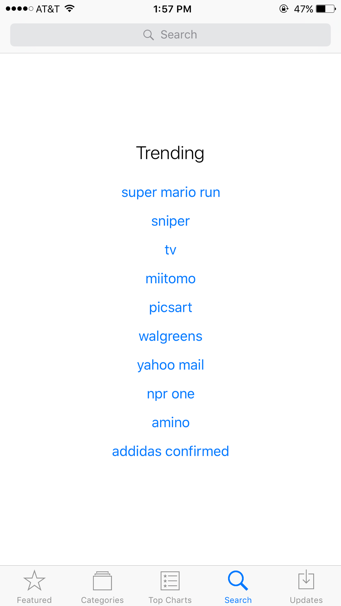 AT&T 1:57 PM 47%
Search
Trending
super mario run
sniper
tv
miitomo
picsart
walgreens
yahoo mail
npr one
amino
addidas confirmed
Featured Categories Top Charts Search Updates